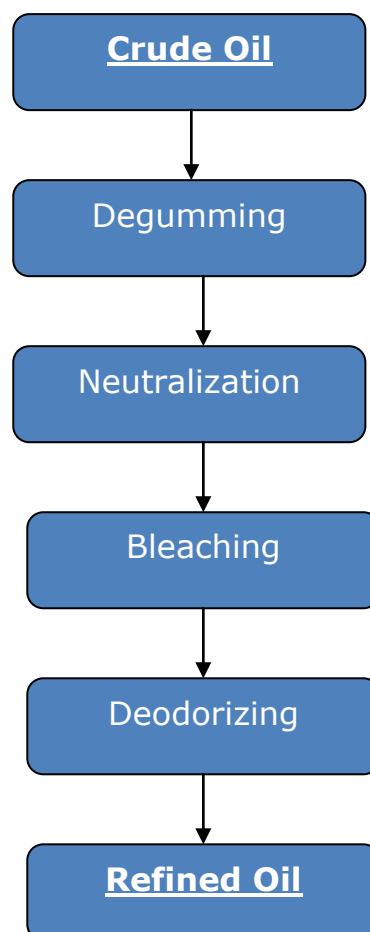 Crude Oil
Degumming
Neutralization
Bleaching
Deodorizing
Refined Oil